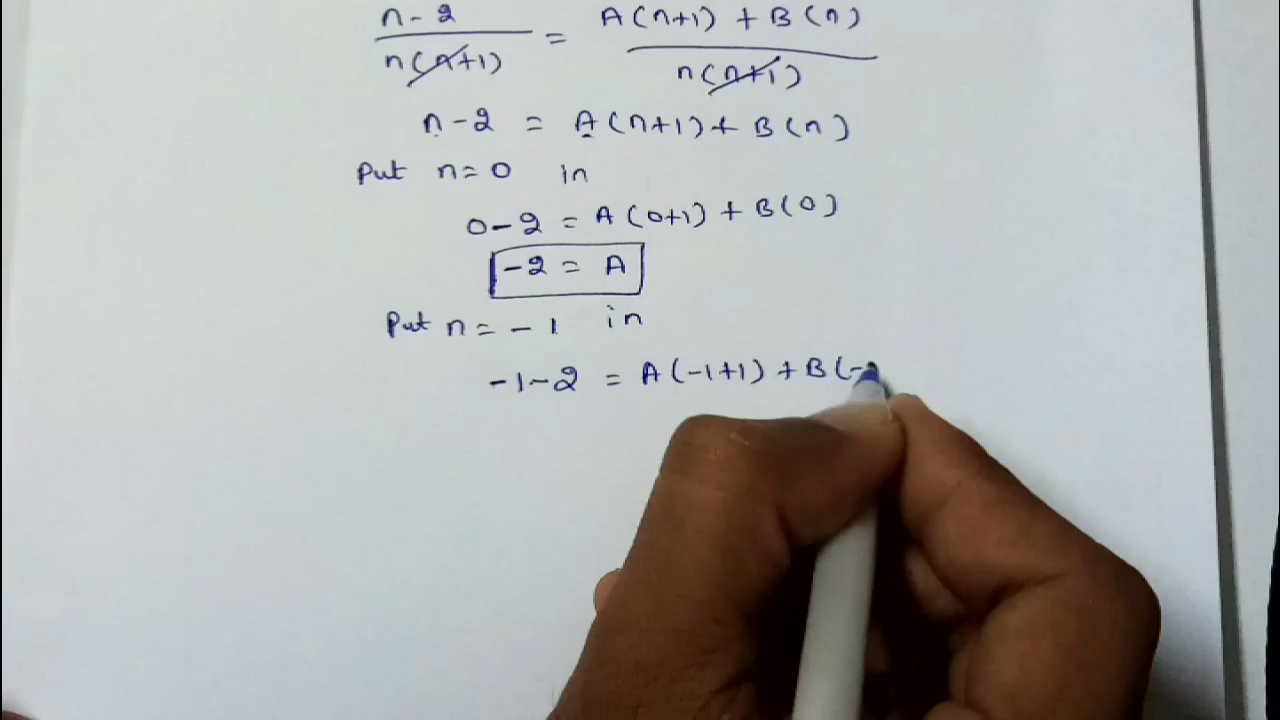 n-2 / n(n+1) = A(n+1) + B(n) / n(n+1)
n-2 = A(n+1) + B(n)
Put n=0 in
0-2 = A(0+1) + B(0)
-2 = A
Put n=-1 in
-1-2 = A(-1+1) + B(-